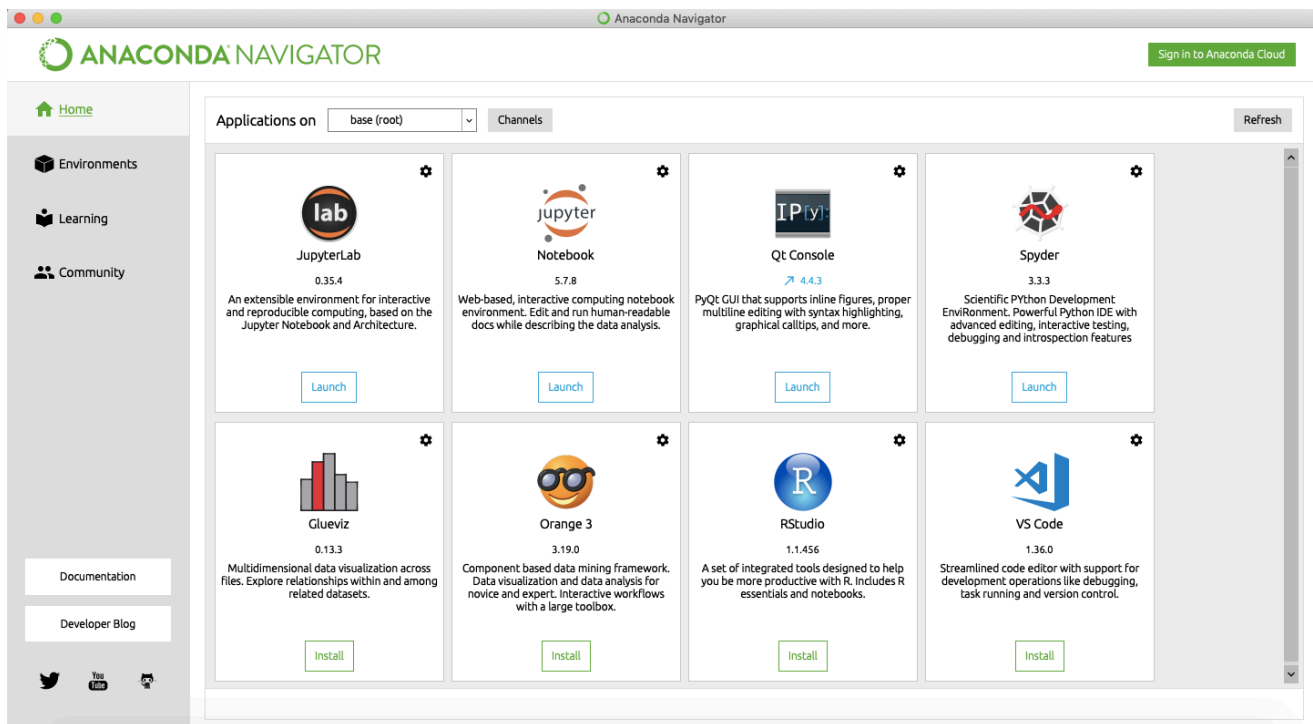 Anaconda Navigator
ANACONDA NAVIGATOR
Sign in to Anaconda Cloud
Home
Environments
Learning
Community
Documentation
Developer Blog
You
Tube
Applications on
base (root)
Channels
Refresh
lab
JupyterLab
0.35.4
An extensible environment for interactive
and reproducible computing, based on the
Jupyter Notebook and Architecture.
Launch
jupyter
Notebook
5.7.8
Web-based, interactive computing notebook
environment. Edit and run human-readable
docs while describing the data analysis.
Launch
IP[y]:
Qt Console
4.4.3
PyQt GUI that supports inline figures, proper
multiline editing with syntax highlighting,
graphical calltips, and more.
Launch
Spyder
3.3.3
Scientific PYthon Development
EnviRonment. Powerful Python IDE with
advanced editing, interactive testing,
debugging and introspection features
Launch
Glueviz
0.13.3
Multidimensional data visualization across
files. Explore relationships within and among
related datasets.
Install
Orange 3
3.19.0
Component based data mining framework.
Data visualization and data analysis for
novice and expert. Interactive workflows
with a large toolbox.
Install
R
RStudio
1.1.456
A set of integrated tools designed to help
you be more productive with R. Includes R
essentials and notebooks.
Install
VS Code
1.36.0
Streamlined code editor with support for
development operations like debugging,
task running and version control.
Install